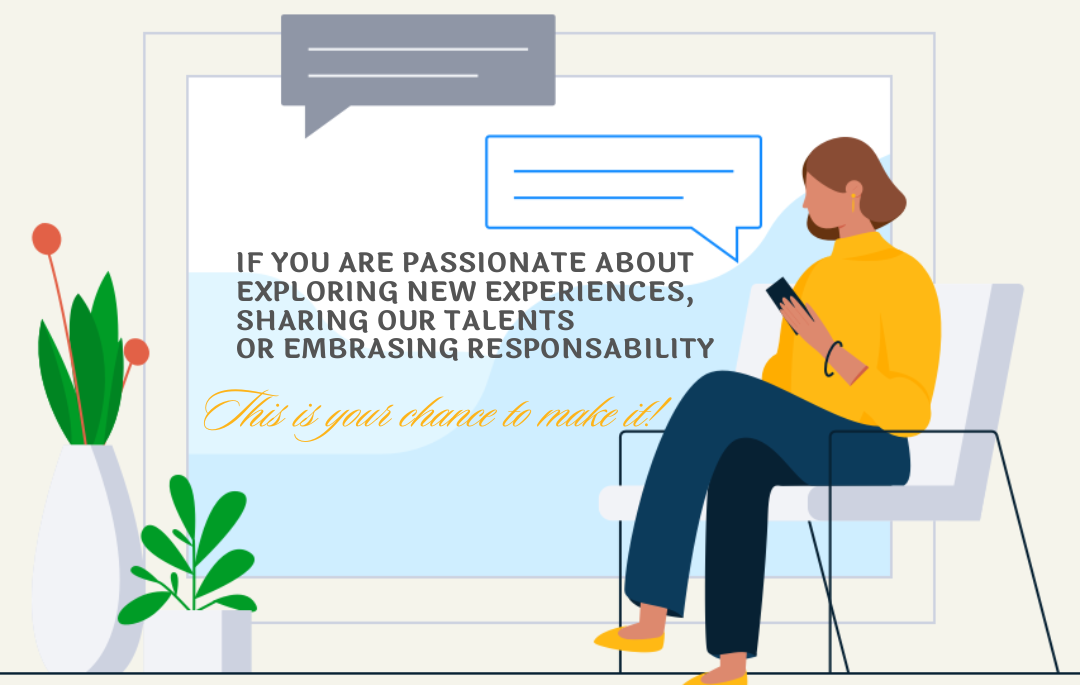 IF YOU ARE PASSIONATE ABOUT
EXPLORING NEW EXPERIENCES,
SHARING OUR TALENTS
OR EMBRASING RESPONSABILITY
This is your chance to make it!